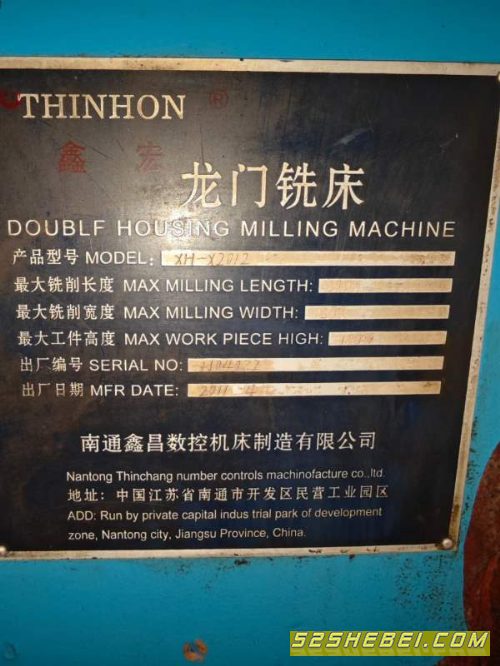 THINHON ®
鑫 宏
龙门铣床
DOUBLF HOUSING MILLING MACHINE
产品型号 MODEL: XH-X2012
最大铣削长度 MAX MILLING LENGTH:
最大铣削宽度 MAX MILLING WIDTH:
最大工件高度 MAX WORK PIECE HIGH:
出厂编号 SERIAL NO:
出厂日期 MFR DATE:
南通鑫昌数控机床制造有限公司
Nantong Thinchang number controls machinofacture co.,ltd.
地址: 中国江苏省南通市开发区民营工业园区
ADD: Run by private capital indus trial park of development
zone, Nantong city, Jiangsu Province, China.
52SHEBEI.COM